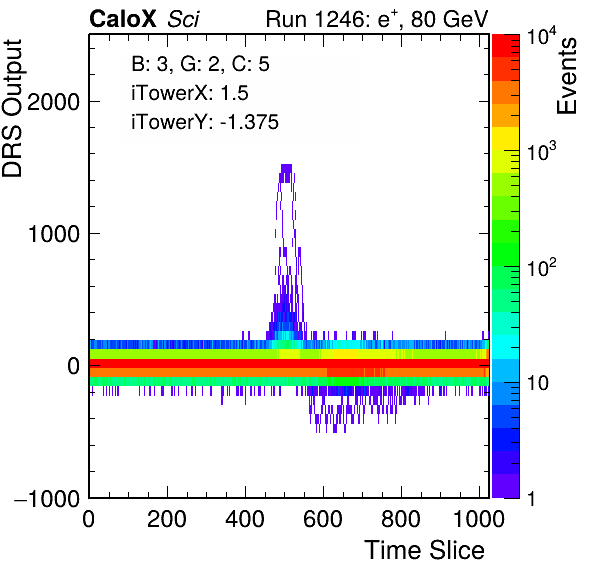 CaloX Sci Run 1246: e⁺, 80 GeV
B: 3, G: 2, C: 5
iTowerX: 1.5
iTowerY: -1.375
DRS Output
2000
1000
0
−1000
0 200 400 600 800 1000
Time Slice
Events
10⁴
10³
10²
10
1